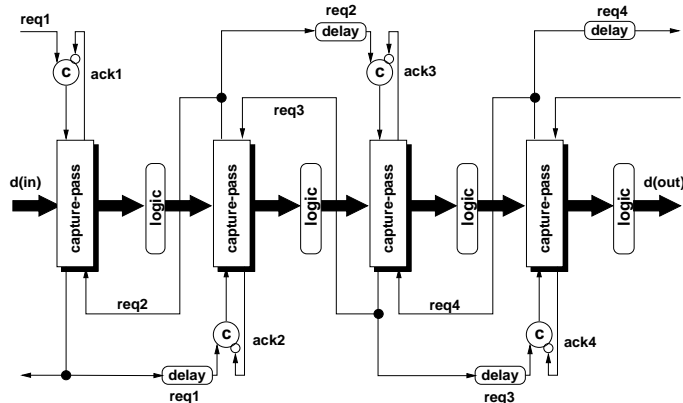 req1
c
ack1
req2
delay
c
ack3
req4
delay
req3
d(in)
capture-pass
logic
capture-pass
logic
capture-pass
logic
capture-pass
logic
d(out)
req2
req4
c
ack2
c
ack4
delay
req1
delay
req3